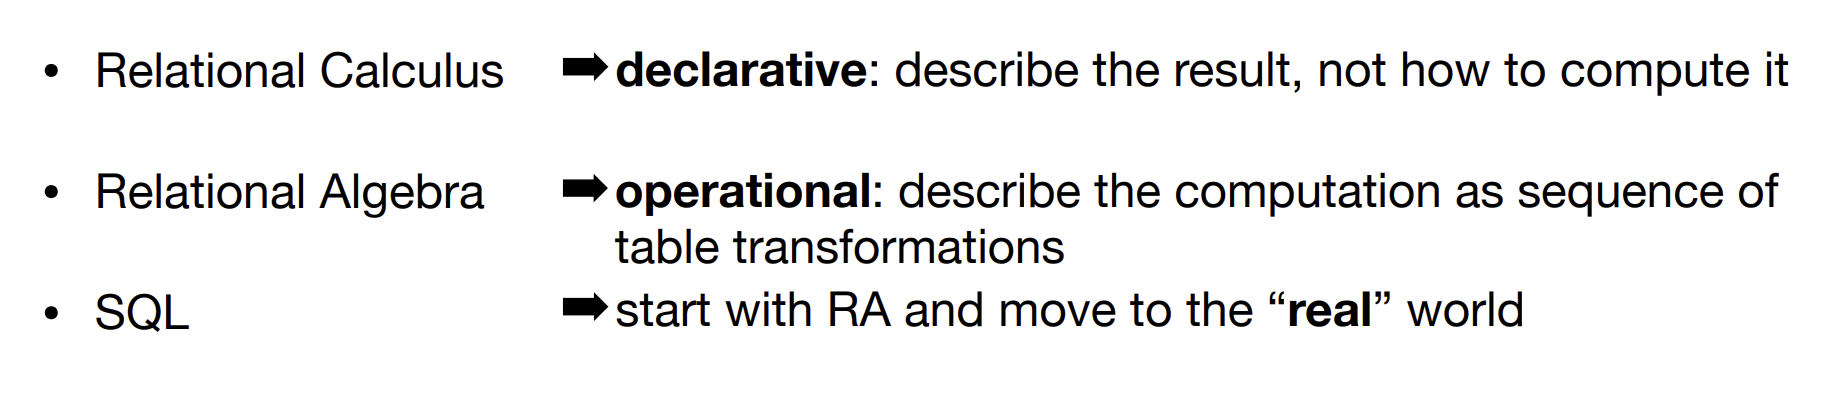 • Relational Calculus ➡ declarative: describe the result, not how to compute it
• Relational Algebra ➡ operational: describe the computation as sequence of
table transformations
• SQL ➡ start with RA and move to the “real” world